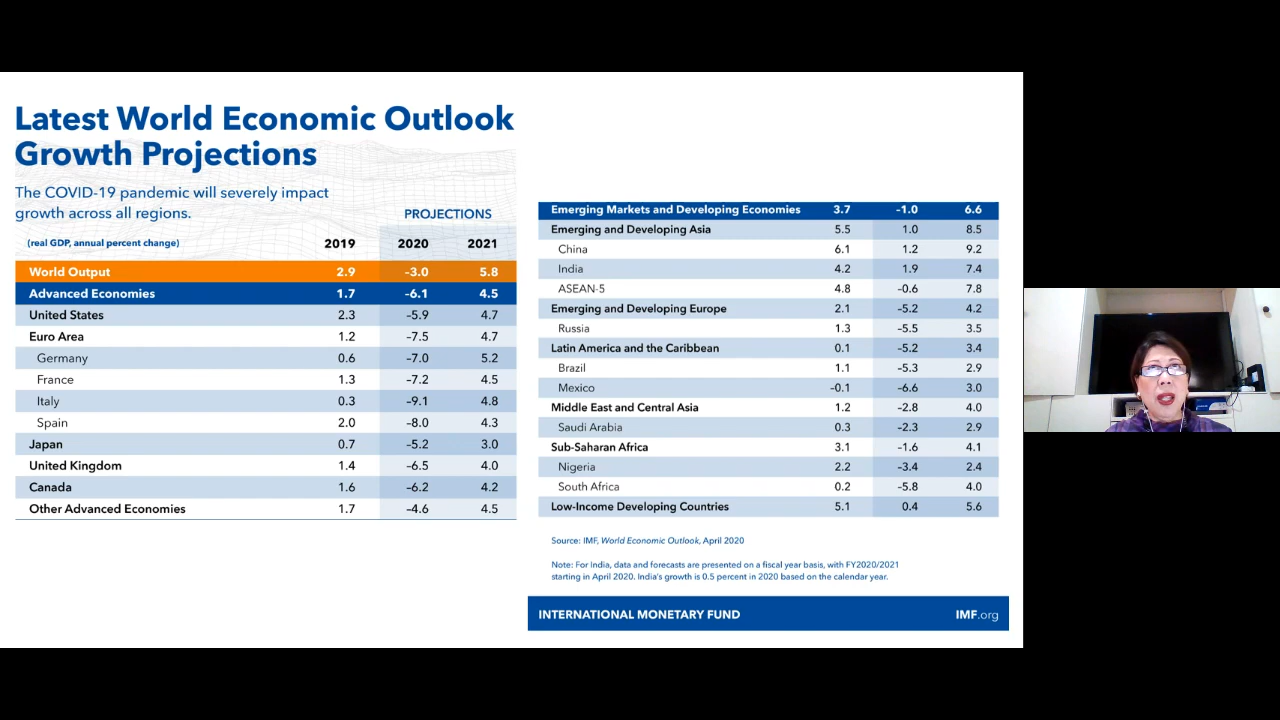 Latest World Economic Outlook
Growth Projections
The COVID-19 pandemic will severely impact
growth across all regions.
PROJECTIONS
(real GDP, annual percent change) 2019 2020 2021
World Output 2.9 –3.0 5.8
Advanced Economies 1.7 –6.1 4.5
United States 2.3 –5.9 4.7
Euro Area 1.2 –7.5 4.7
Germany 0.6 –7.0 5.2
France 1.3 –7.2 4.5
Italy 0.3 –9.1 4.8
Spain 2.0 –8.0 4.3
Japan 0.7 –5.2 3.0
United Kingdom 1.4 –6.5 4.0
Canada 1.6 –6.2 4.2
Other Advanced Economies 1.7 –4.6 4.5
Emerging Markets and Developing Economies 3.7 –1.0 6.6
Emerging and Developing Asia 5.5 1.0 8.5
China 6.1 1.2 9.2
India 4.2 1.9 7.4
ASEAN-5 4.8 –0.6 7.8
Emerging and Developing Europe 2.1 –5.2 4.2
Russia 1.3 –5.5 3.5
Latin America and the Caribbean 0.1 –5.2 3.4
Brazil 1.1 –5.3 2.9
Mexico –0.1 –6.6 3.0
Middle East and Central Asia 1.2 –2.8 4.0
Saudi Arabia 0.3 –2.3 2.9
Sub-Saharan Africa 3.1 –1.6 4.1
Nigeria 2.2 –3.4 2.4
South Africa 0.2 –5.8 4.0
Low-Income Developing Countries 5.1 0.4 5.6
Source: IMF, World Economic Outlook, April 2020
Note: For India, data and forecasts are presented on a fiscal year basis, with FY2020/2021
starting in April 2020. India's growth is 0.5 percent in 2020 based on the calendar year.
INTERNATIONAL MONETARY FUND IMF.org